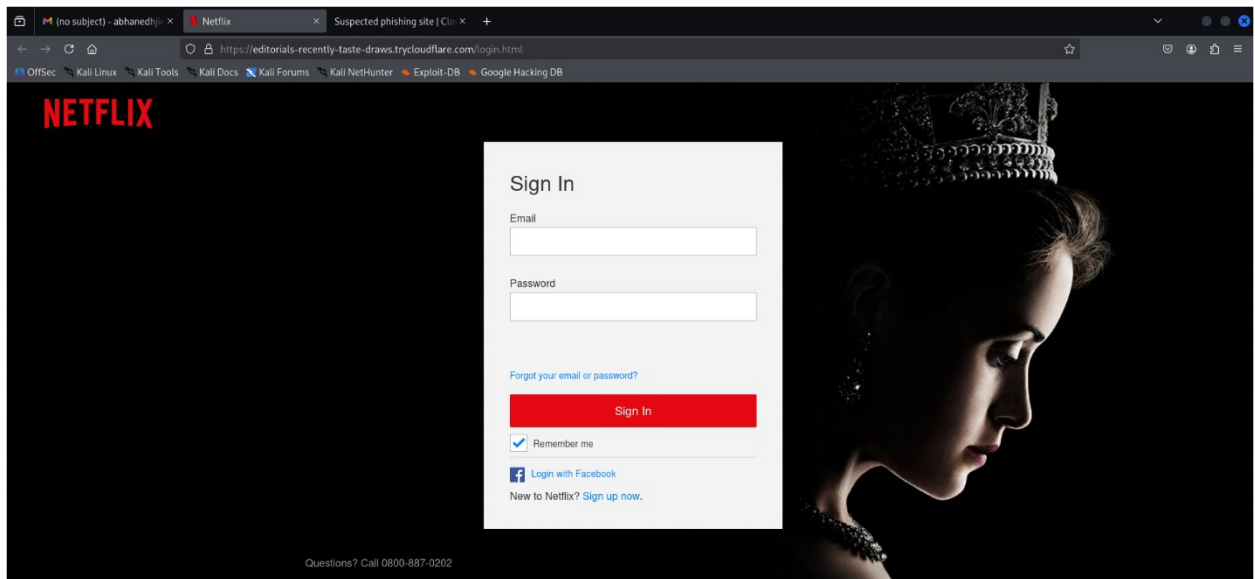 (no subject) - abhanedhji
Netflix
Suspected phishing site | Clo
https://editorials-recently-taste-draws.trycloudflare.com/login.html
OffSec Kali Linux Kali Tools Kali Docs Kali Forums Kali NetHunter Exploit-DB Google Hacking DB
NETFLIX
Sign In
Email
Password
Forgot your email or password?
Sign In
Remember me
Login with Facebook
New to Netflix? Sign up now.
Questions? Call 0800-887-0202